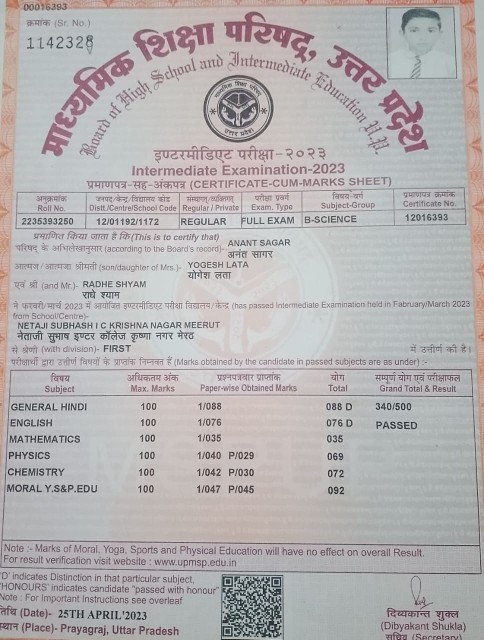 00016393
क्रमांक (Sr. No.)
1142328
माध्यमिक शिक्षा परिषद्, उत्तर प्रदेश
Board of High School and Intermediate Education U.P.
इण्टरमीडिएट परीक्षा-२०२३
Intermediate Examination-2023
प्रमाणपत्र-सह-अंकपत्र (CERTIFICATE-CUM-MARKS SHEET)
अनुक्रमांक जनपद/केन्द्र/विद्यालय कोड संस्थागत/व्यक्तिगत परीक्षा प्रकार विषय-वर्ग प्रमाणपत्र क्रमांक
Roll No. Distt./Centre/School Code Regular / Private Exam. Type Subject-Group Certificate No.
2235393250 12/01192/1172 REGULAR FULL EXAM B-SCIENCE 12016393
प्रमाणित किया जाता है कि (This is to certify that)
परिषद् के अभिलेखानुसार (according to the Board's record)- ANANT SAGAR
अनंत सागर
आत्मज/आत्मजा श्रीमती (son/daughter of Mrs.)- YOGESH LATA
योगेश लता
एवं श्री (and Mr.)- RADHE SHYAM
राधे श्याम
ने फरवरी/मार्च 2023 में आयोजित इण्टरमीडिएट परीक्षा विद्यालय/केन्द्र (has passed Intermediate Examination held in Fabruary/March 2023
from School/Centre)-
NETAJI SUBHASH I C KRISHNA NAGAR MEERUT
नेताजी सुभाष इण्टर कॉलेज कृष्णा नगर मेरठ
से श्रेणी (with division)- FIRST में उत्तीर्ण की है।
परीक्षार्थी द्वारा उत्तीर्ण विषयों के प्राप्तांक निम्नवत हैं (Marks obtained by the candidate in passed subjects are as under) :-
विषय अधिकतम अंक प्रश्नपत्रवार प्राप्तांक योग सम्पूर्ण योग एवं परीक्षाफल
Subject Max. Marks Paper-wise Obtained Marks Total Grand Total & Result
GENERAL HINDI 100 1/088 088 D 340/500
ENGLISH 100 1/076 076 D PASSED
MATHEMATICS 100 1/035 035
PHYSICS 100 1/040 P/029 069
CHEMISTRY 100 1/042 P/030 072
MORAL Y.S&P.EDU 100 1/047 P/045 092
Note :- Marks of Moral, Yoga, Sports and Physical Education will have no effect on overall Result.
For result verification visit website : www.upmsp.edu.in
'D' indicates Distinction in that particular subject,
'HONOURS' indicates candidate "passed with honour"
Note : For Important Instructions see overleaf
तिथि (Date)- 25TH APRIL'2023
स्थान (Place)- Prayagraj, Uttar Pradesh
दिब्यकान्त शुक्ल
(Dibyakant Shukla)
सचिव (Secretary)